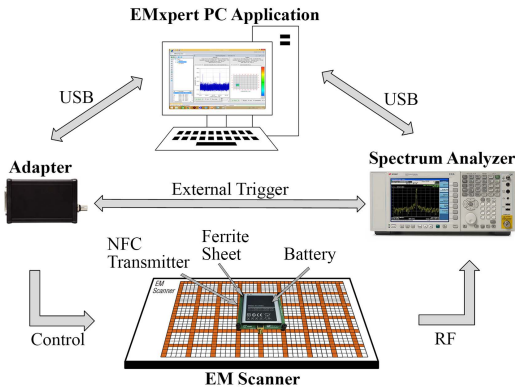 EMxpert PC Application
USB
USB
Adapter
Spectrum Analyzer
External Trigger
NFC
Transmitter
Ferrite
Sheet
Battery
EM
Scanner
Control
RF
EM Scanner